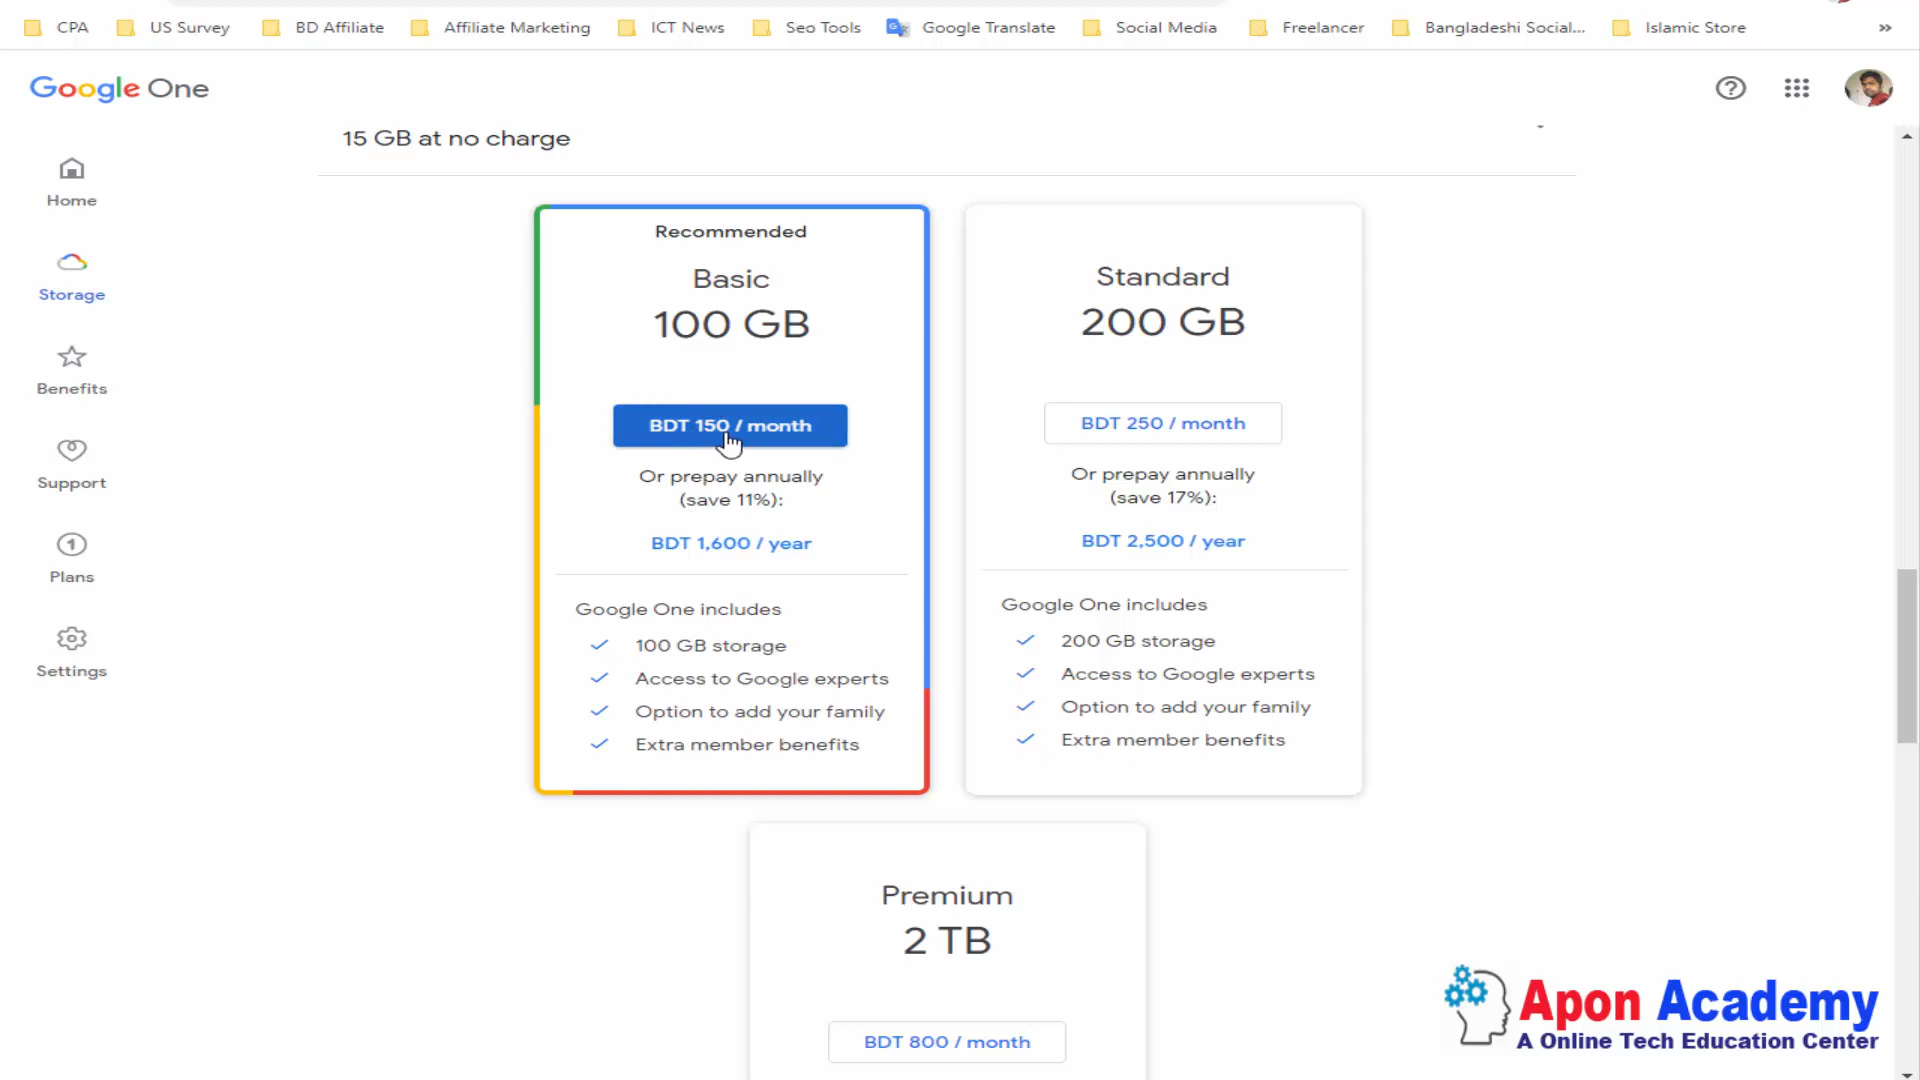 CPA
US Survey
BD Affiliate
Affiliate Marketing
ICT News
Seo Tools
Google Translate
Social Media
Freelancer
Bangladeshi Social...
Islamic Store
»
Google One
15 GB at no charge
Home
Storage
Benefits
Support
1
Plans
Settings
Recommended
Basic
100 GB
BDT 150 / month
Or prepay annually
(save 11%):
BDT 1,600 / year
Google One includes
100 GB storage
Access to Google experts
Option to add your family
Extra member benefits
Standard
200 GB
BDT 250 / month
Or prepay annually
(save 17%):
BDT 2,500 / year
Google One includes
200 GB storage
Access to Google experts
Option to add your family
Extra member benefits
Premium
2 TB
BDT 800 / month
Apon Academy
A Online Tech Education Center